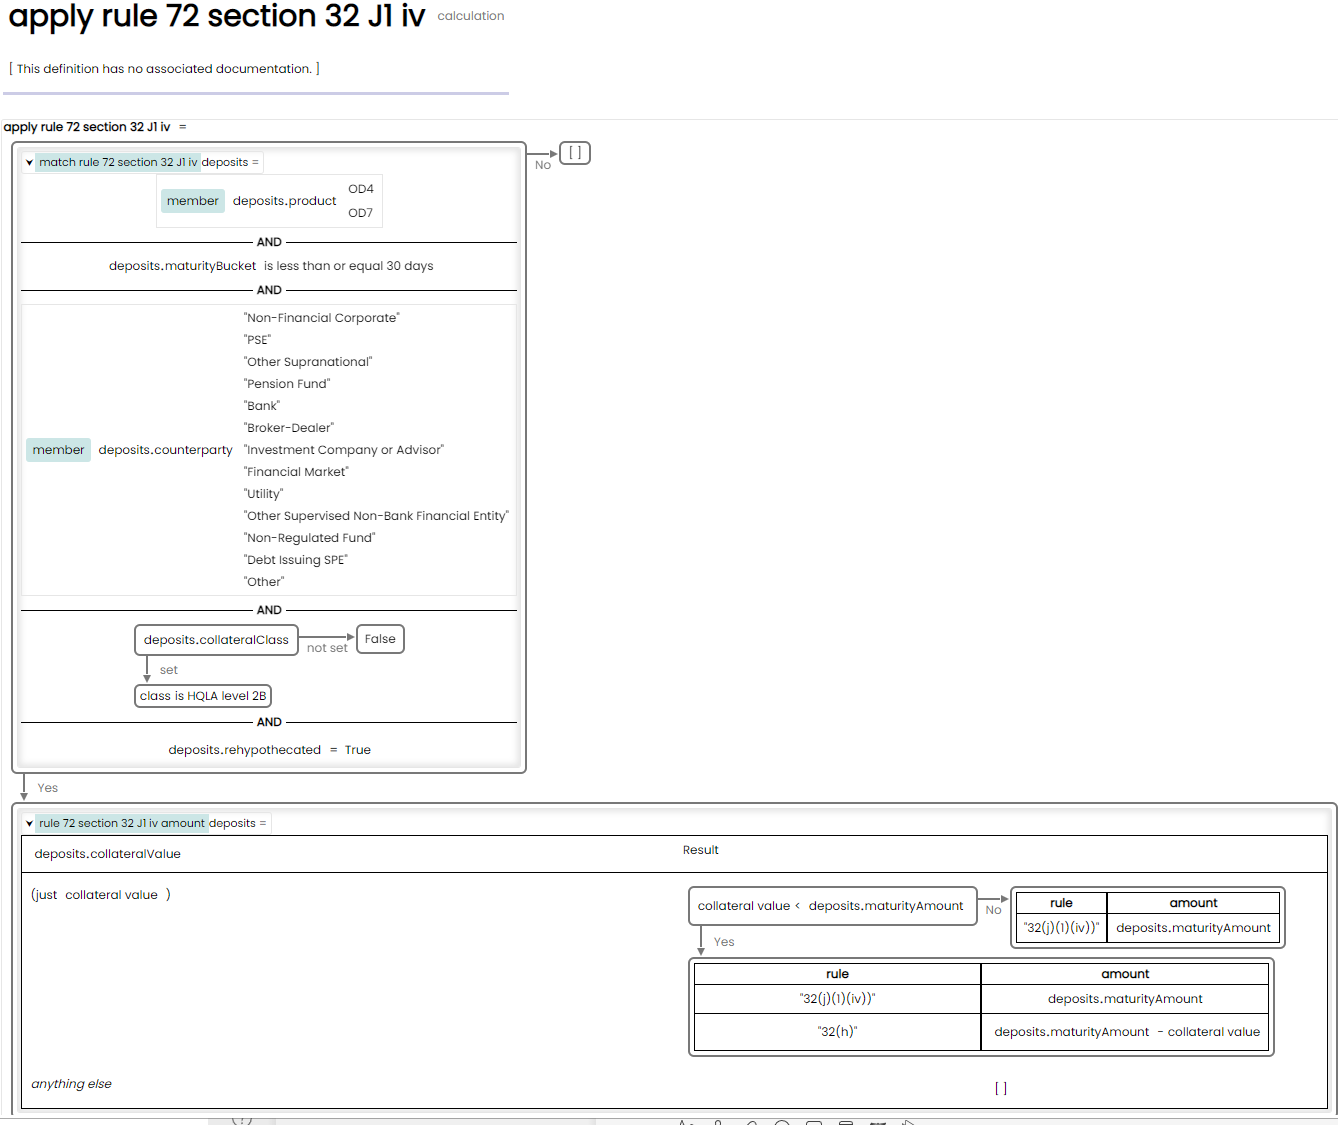 apply rule 72 section 32 J1 iv calculation
[ This definition has no associated documentation. ]
apply rule 72 section 32 J1 iv =
match rule 72 section 32 J1 iv deposits =
No
[ ]
member deposits.product
OD4
OD7
AND
deposits.maturityBucket is less than or equal 30 days
AND
"Non-Financial Corporate"
"PSE"
"Other Supranational"
"Pension Fund"
"Bank"
"Broker-Dealer"
member deposits.counterparty "Investment Company or Advisor"
"Financial Market"
"Utility"
"Other Supervised Non-Bank Financial Entity"
"Non-Regulated Fund"
"Debt Issuing SPE"
"Other"
AND
deposits.collateralClass not set False
set
class is HQLA level 2B
AND
deposits.rehypothecated = True
Yes
rule 72 section 32 J1 iv amount deposits =
deposits.collateralValue Result
(just collateral value )
collateral value < deposits.maturityAmount No
rule amount
"32(j)(1)(iv))" deposits.maturityAmount
Yes
rule amount
"32(j)(1)(iv))" deposits.maturityAmount
"32(h)" deposits.maturityAmount - collateral value
anything else [ ]